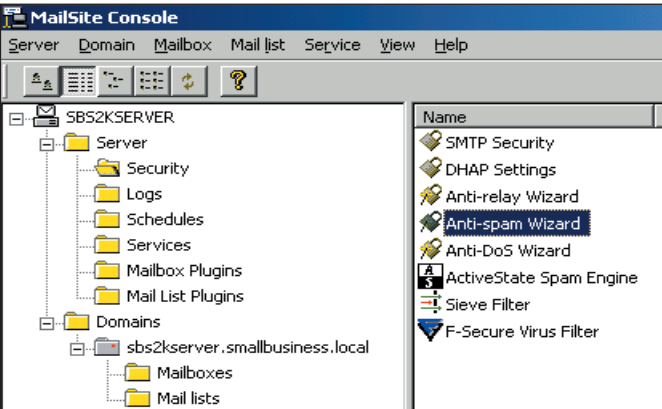 MailSite Console
Server Domain Mailbox Mail list Service View Help
SBS2KSERVER
Server
Security
Logs
Schedules
Services
Mailbox Plugins
Mail List Plugins
Domains
sbs2kserver.smallbusiness.local
Mailboxes
Mail lists
Name
SMTP Security
DHAP Settings
Anti-relay Wizard
Anti-spam Wizard
Anti-DoS Wizard
ActiveState Spam Engine
Sieve Filter
F-Secure Virus Filter